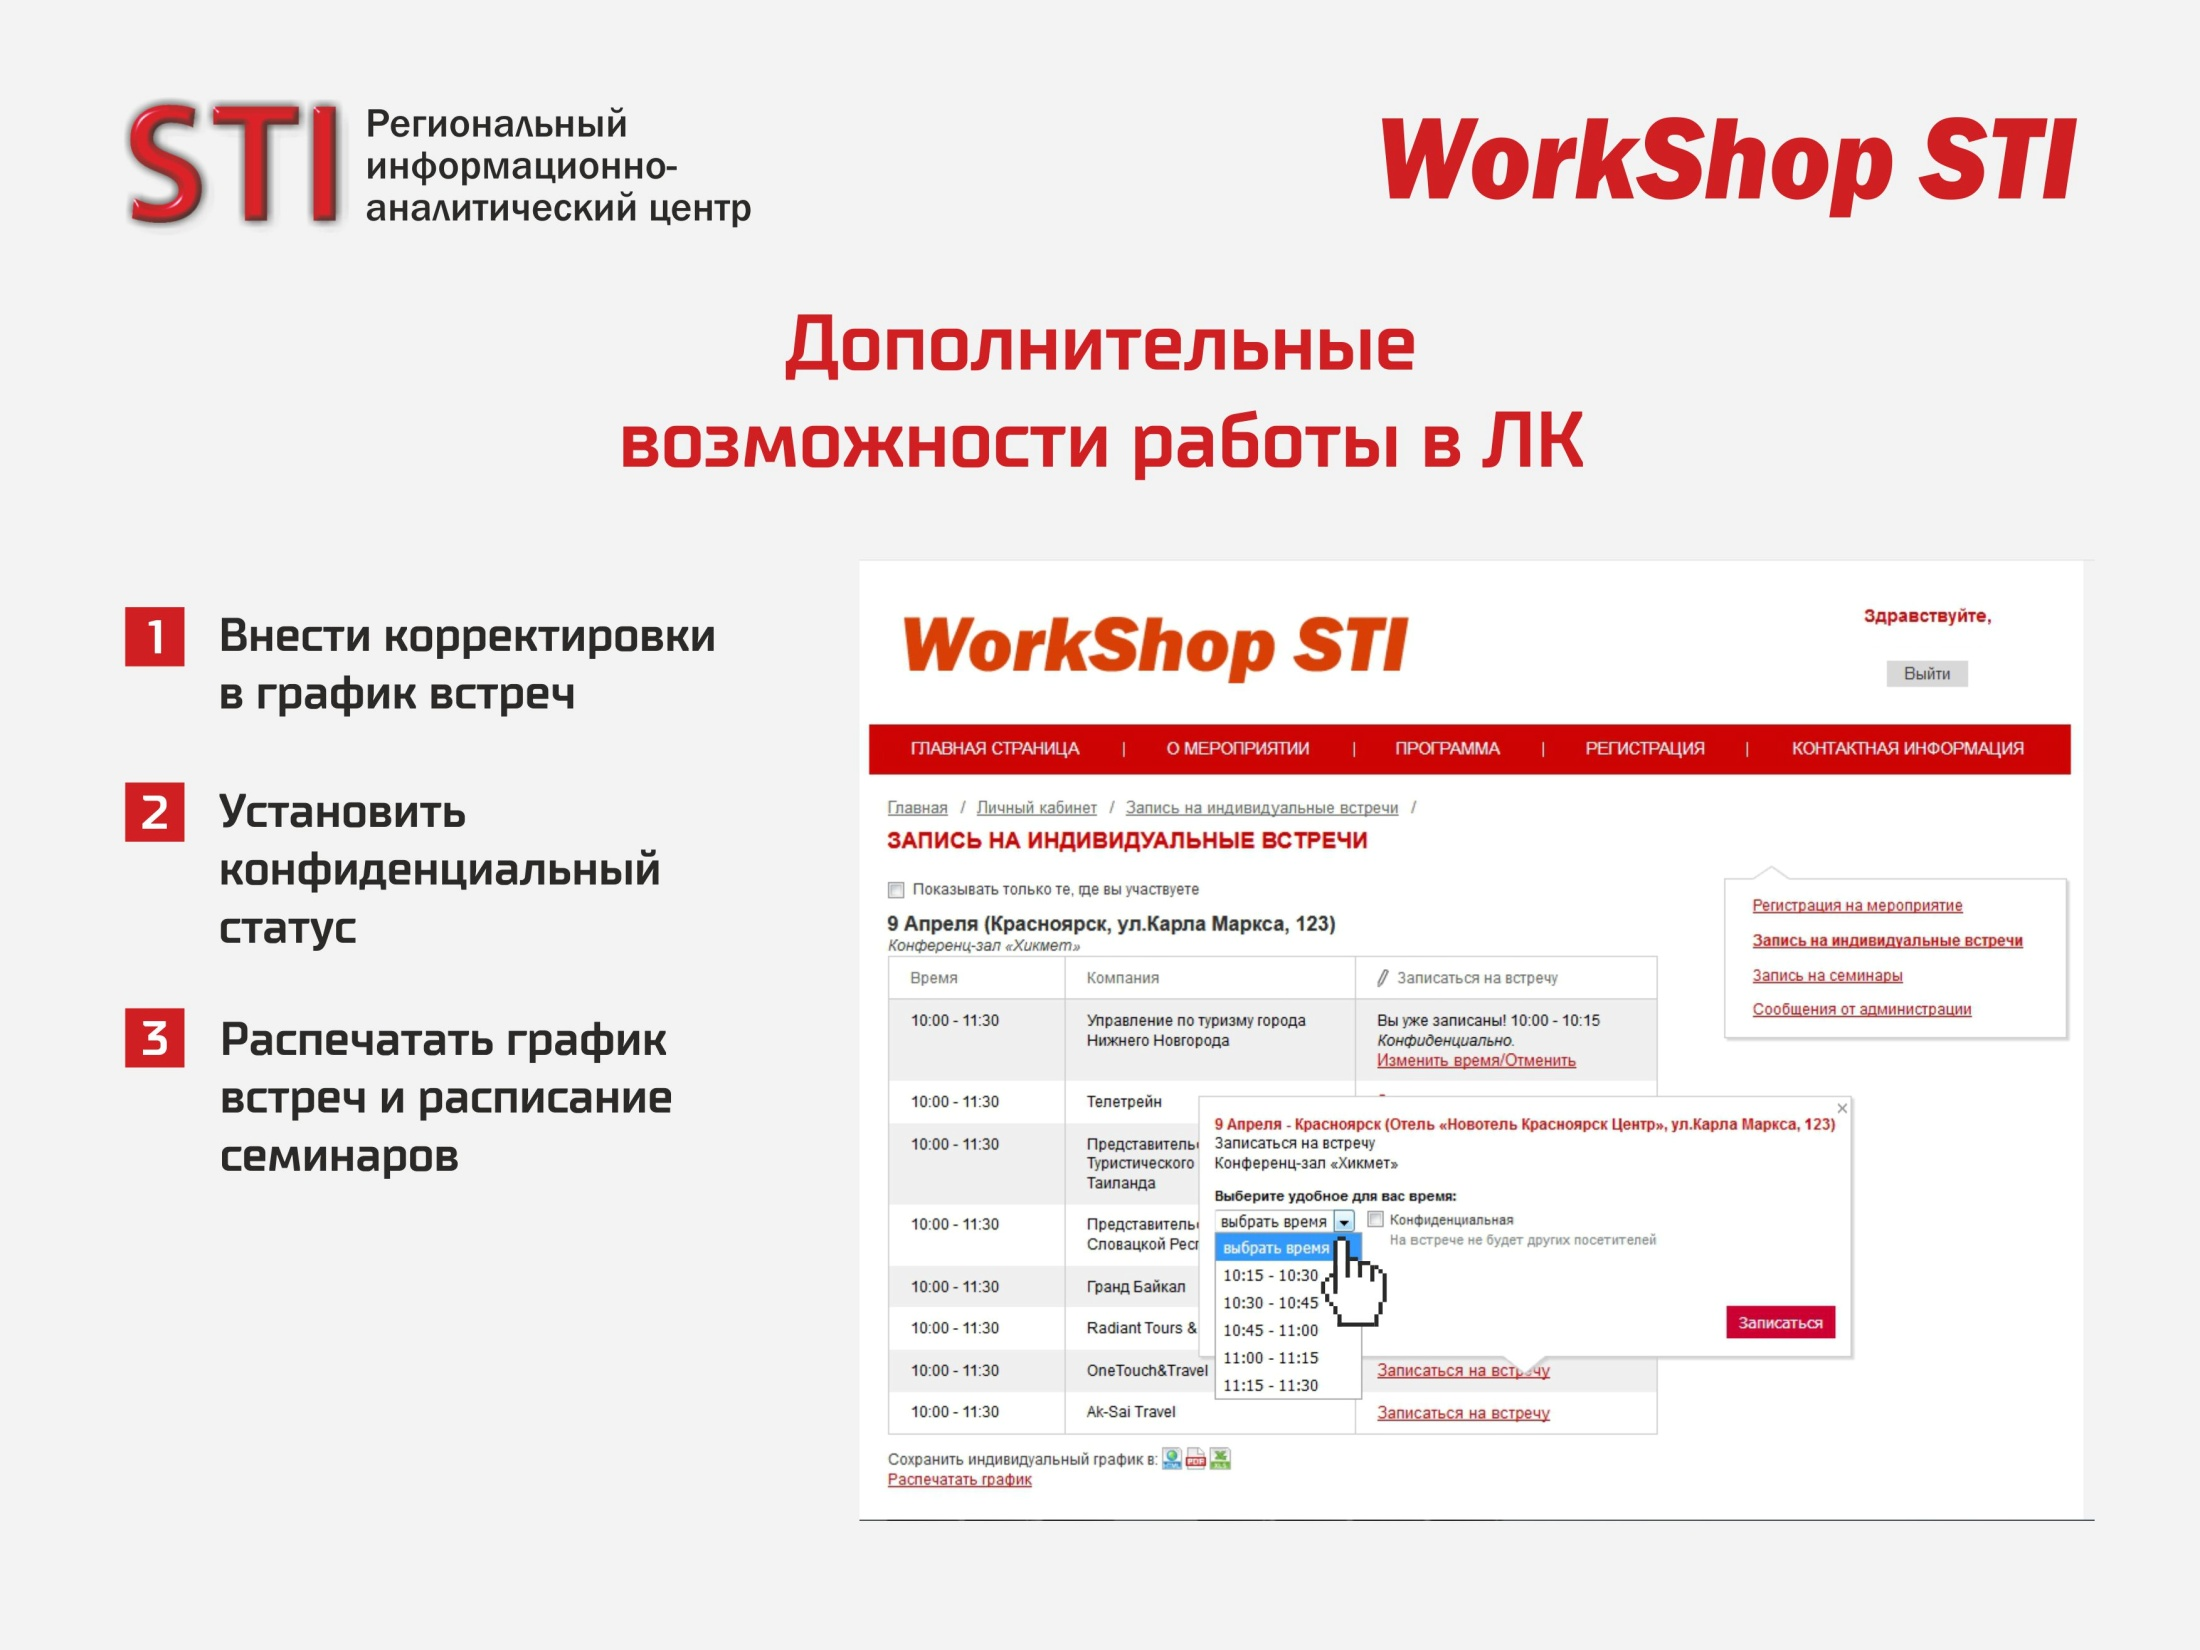 STI
Региональный
информационно-
аналитический центр
WorkShop STI
Дополнительные
возможности работы в ЛК
1 Внести корректировки
в график встреч
2 Установить
конфиденциальный
статус
3 Распечатать график
встреч и расписание
семинаров
WorkShop STI
Здравствуйте,
Выйти
ГЛАВНАЯ СТРАНИЦА | О МЕРОПРИЯТИИ | ПРОГРАММА | РЕГИСТРАЦИЯ | КОНТАКТНАЯ ИНФОРМАЦИЯ
Главная / Личный кабинет / Запись на индивидуальные встречи /
ЗАПИСЬ НА ИНДИВИДУАЛЬНЫЕ ВСТРЕЧИ
Показывать только те, где вы участвуете
9 Апреля (Красноярск, ул.Карла Маркса, 123)
Конференц-зал «Хикмет»
Время Компания Записаться на встречу
10:00 - 11:30 Управление по туризму города Вы уже записаны! 10:00 - 10:15
Нижнего Новгорода Конфиденциально.
Изменить время/Отменить
10:00 - 11:30 Телетрейн
10:00 - 11:30
Туристического
Таиланда
10:00 - 11:30
Словацкой
10:00 - 11:30 Гранд Байкал
10:00 - 11:30 Radiant Tours &
10:00 - 11:30 OneTouch&Travel Записаться на встречу
10:00 - 11:30 Ak-Sai Travel Записаться на встречу
Сохранить индивидуальный график в: PDF XLS
Распечатать график
Регистрация на мероприятие
Запись на индивидуальные встречи
Запись на семинары
Сообщения от администрации
9 Апреля - Красноярск (Отель «Новотель Красноярск Центр», ул.Карла Маркса, 123)
Записаться на встречу
Конференц-зал «Хикмет»
Выберите удобное для вас время:
выбрать время Конфиденциальная
На встрече не будет других посетителей
выбрать время
10:15 - 10:30
10:30 - 10:45
10:45 - 11:00
11:00 - 11:15
11:15 - 11:30
Записаться